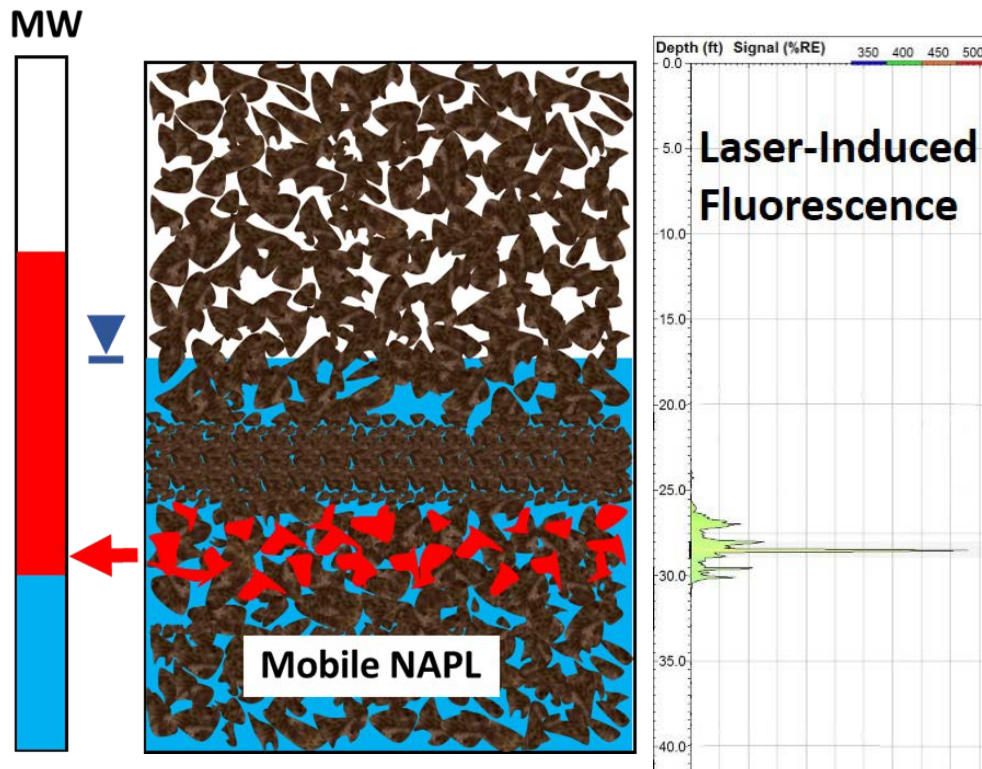 MW
Depth (ft) Signal (%RE) 350 400 450 500
0.0
Laser-Induced
Fluorescence
5.0
10.0
15.0
20.0
25.0
30.0
35.0
40.0
Mobile NAPL